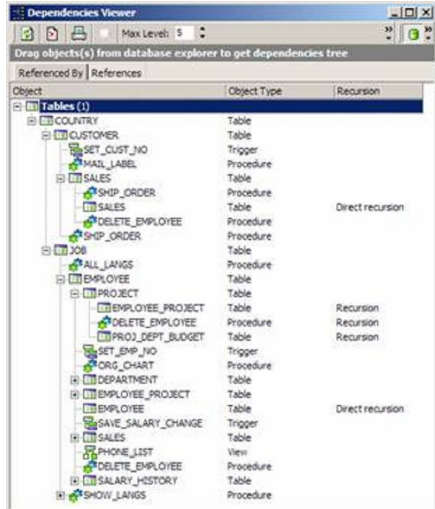 Dependencies Viewer
Max Level: 5
Drag objects(s) from database explorer to get dependencies tree
Referenced By References
Object Object Type Recursion
Tables (1)
COUNTRY Table
CUSTOMER Table
SET_CUST_NO Trigger
MAIL_LABEL Procedure
SALES Table
SHIP_ORDER Procedure
SALES Table Direct recursion
DELETE_EMPLOYEE Procedure
SHIP_ORDER Procedure
JOB Table
ALL_LANGS Procedure
EMPLOYEE Table
PROJECT Table
EMPLOYEE_PROJECT Table Recursion
DELETE_EMPLOYEE Procedure Recursion
PROJ_DEPT_BUDGET Table Recursion
SET_EMP_NO Trigger
ORG_CHART Procedure
DEPARTMENT Table
EMPLOYEE_PROJECT Table
EMPLOYEE Table Direct recursion
SAVE_SALARY_CHANGE Trigger
SALES Table
PHONE_LIST View
DELETE_EMPLOYEE Procedure
SALARY_HISTORY Table
SHOW_LANGS Procedure